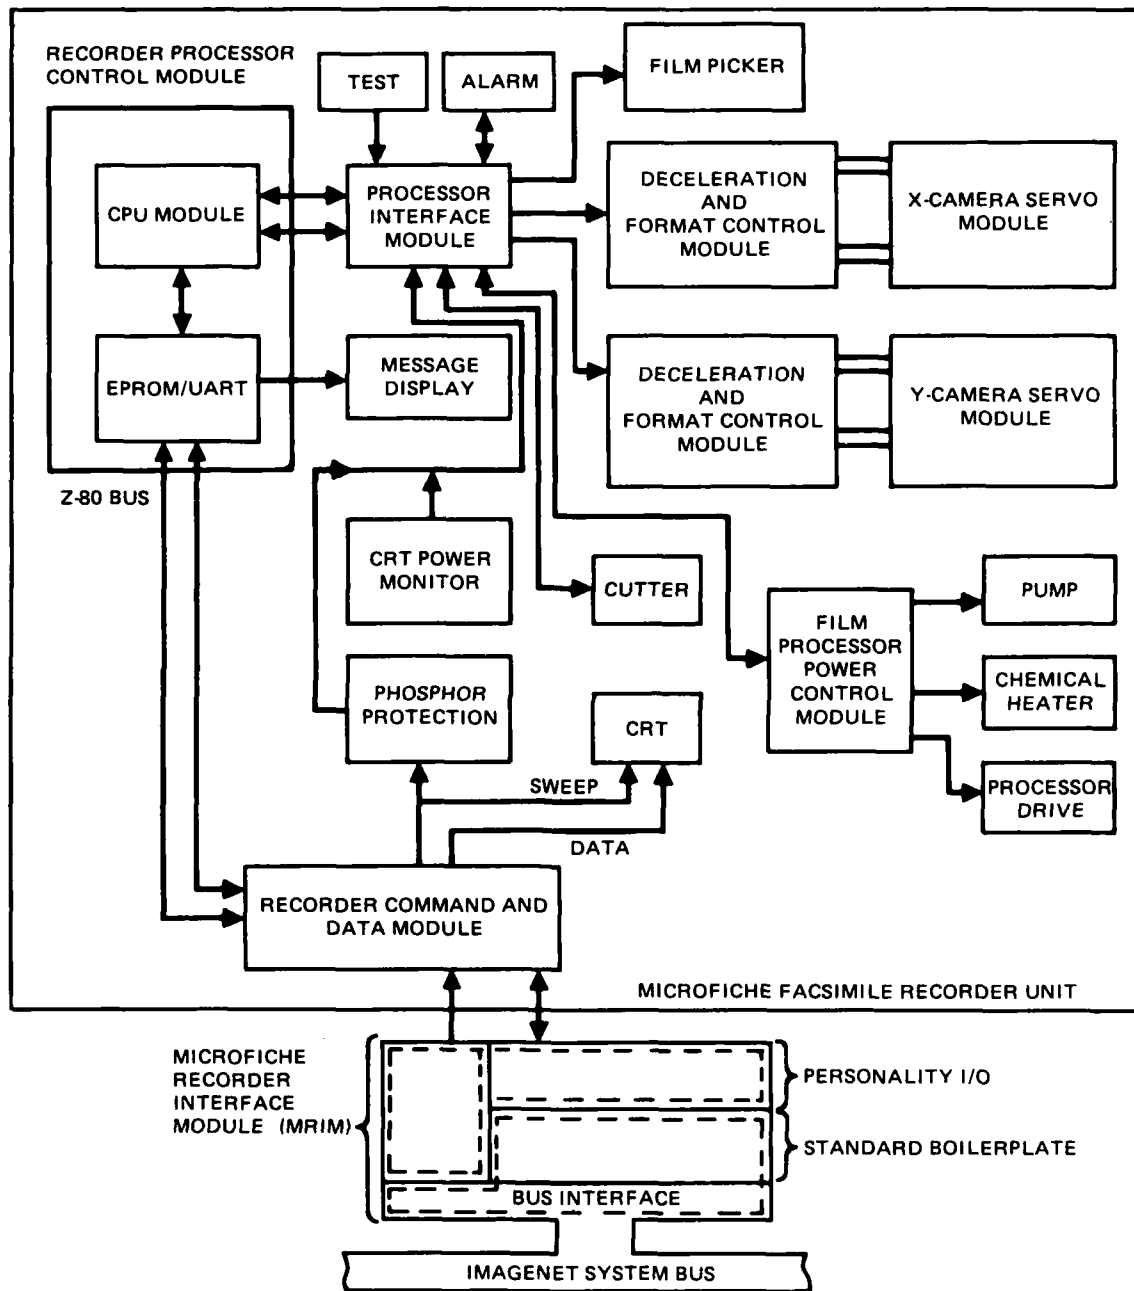 RECORDER PROCESSOR
CONTROL MODULE
TEST
ALARM
FILM PICKER
CPU MODULE
PROCESSOR
INTERFACE
MODULE
DECELERATION
AND
FORMAT CONTROL
MODULE
X-CAMERA SERVO
MODULE
EPROM/UART
MESSAGE
DISPLAY
DECELERATION
AND
FORMAT CONTROL
MODULE
Y-CAMERA SERVO
MODULE
Z-80 BUS
CRT POWER
MONITOR
CUTTER
FILM
PROCESSOR
POWER
CONTROL
MODULE
PUMP
CHEMICAL
HEATER
PROCESSOR
DRIVE
PHOSPHOR
PROTECTION
CRT
SWEEP
DATA
RECORDER COMMAND AND
DATA MODULE
MICROFICHE FACSIMILE RECORDER UNIT
MICROFICHE
RECORDER
INTERFACE
MODULE (MRIM)
PERSONALITY I/O
STANDARD BOILERPLATE
BUS INTERFACE
IMAGENET SYSTEM BUS